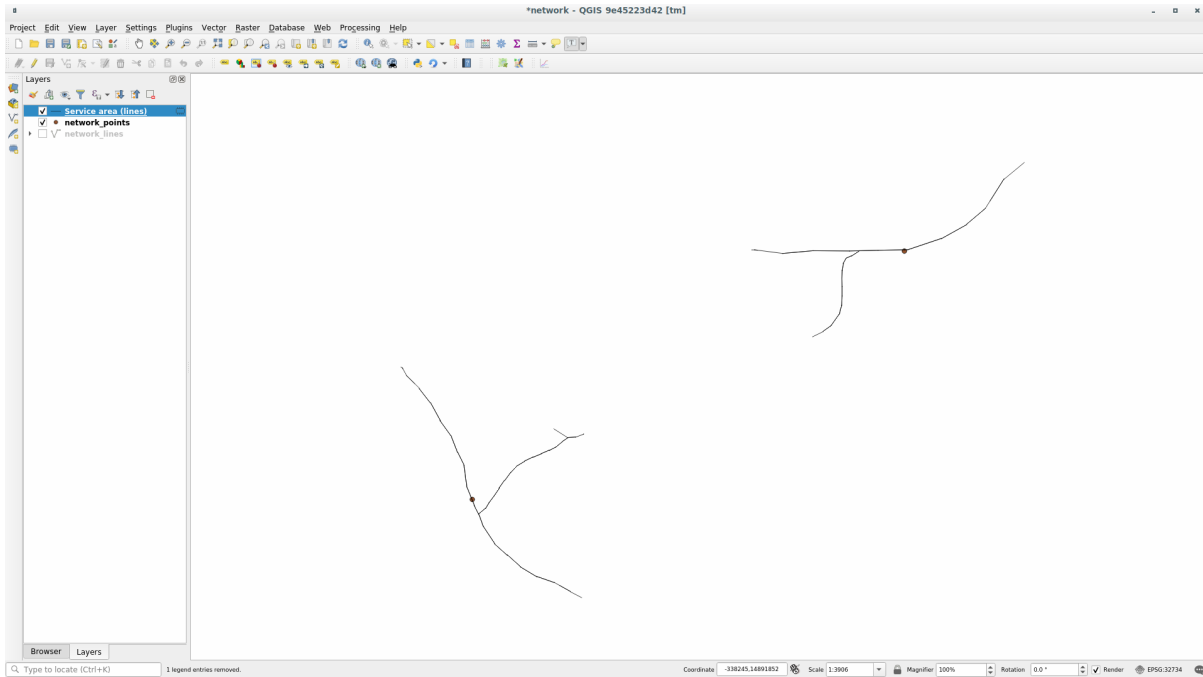 *network - QGIS 9e45223d42 [tm]
Project Edit View Layer Settings Plugins Vector Raster Database Web Processing Help
Layers
Service area (lines)
network_points
network_lines
Browser Layers
Type to locate (Ctrl+K) 1 legend entries removed. Coordinate -338245,14891852 Scale 1:3906 Magnifier 100% Rotation 0.0 ° Render EPSG:32734